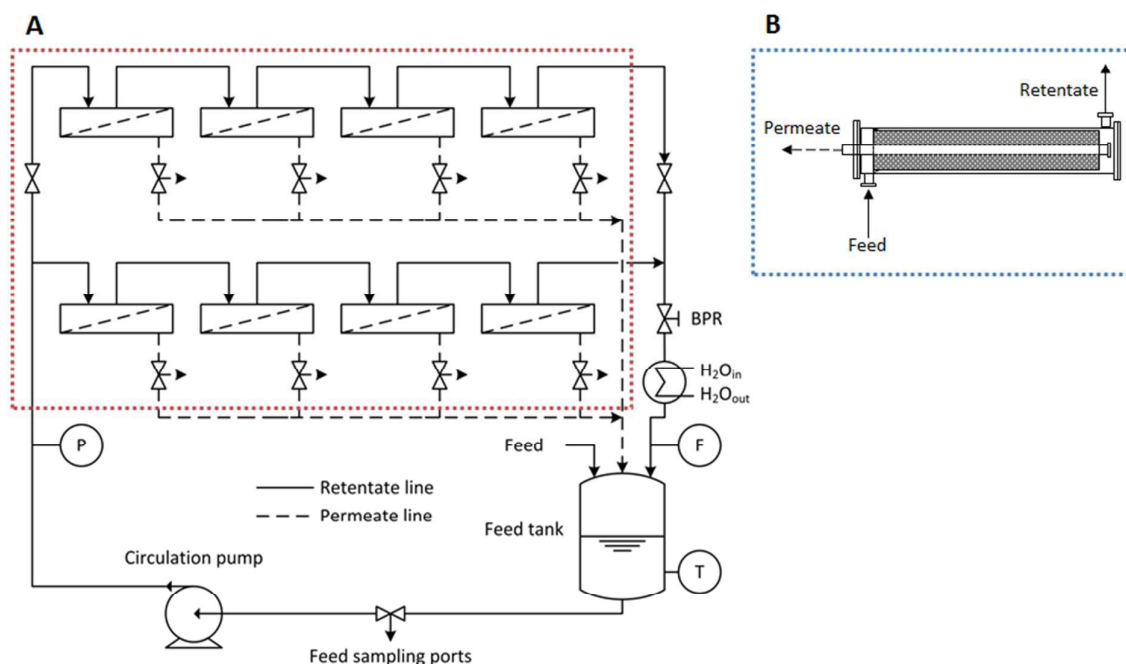 A
B
Retentate
Permeate
Feed
BPR
H₂Oin
H₂Oout
P
Feed
F
Retentate line
Permeate line
Feed tank
Circulation pump
T
Feed sampling ports